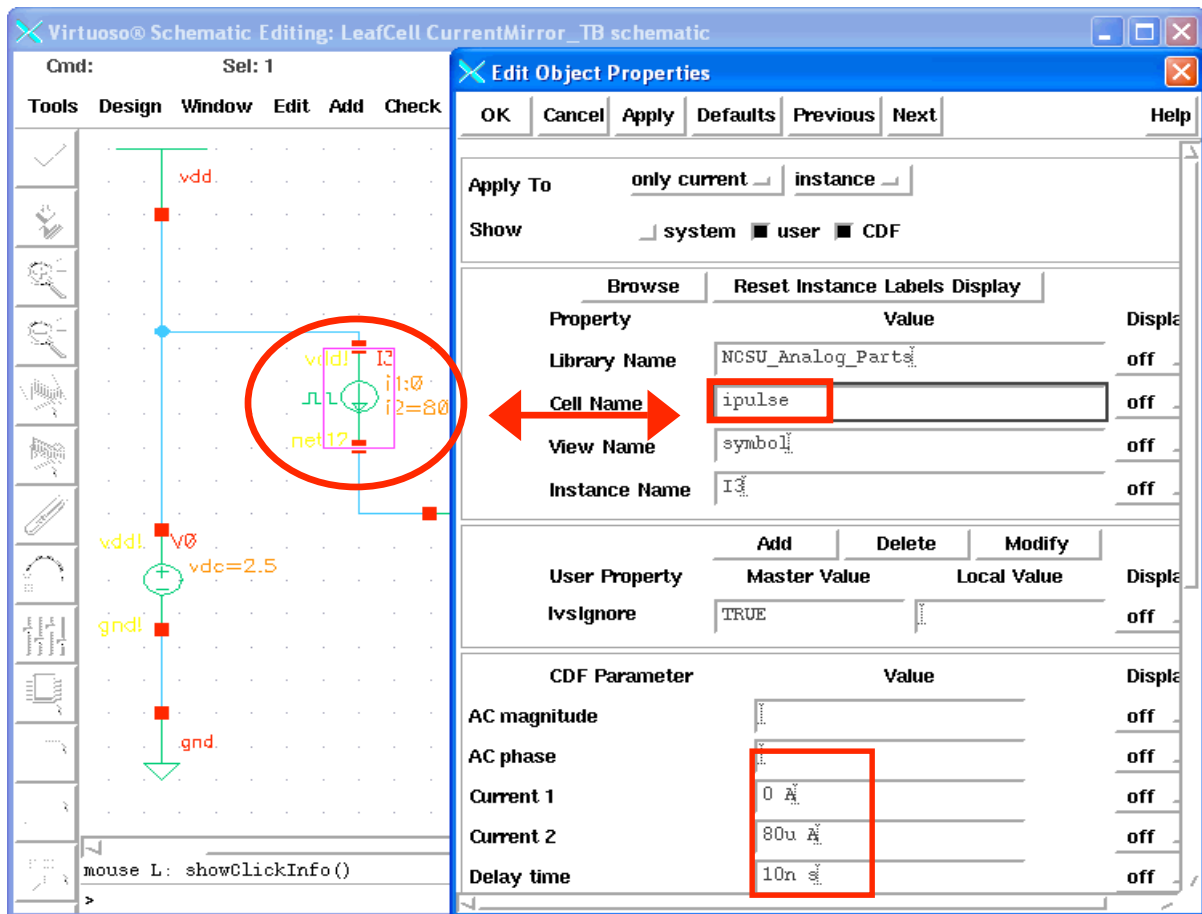 Virtuoso® Schematic Editing: LeafCell CurrentMirror_TB schematic
Cmd: Sel: 1
Tools Design Window Edit Add Check
vdd
vdd! I3
i1:0
i2=80
net12
vdd! V0
vdc=2.5
gnd!
gnd
mouse L: showClickInfo()
>
Edit Object Properties
OK Cancel Apply Defaults Previous Next Help
Apply To only current instance
Show system user CDF
Browse Reset Instance Labels Display
Property Value Displa
Library Name NCSU_Analog_Parts off
Cell Name ipulse off
View Name symbol off
Instance Name I3 off
Add Delete Modify
User Property Master Value Local Value Displa
lvsIgnore TRUE off
CDF Parameter Value Displa
AC magnitude off
AC phase off
Current 1 0 A off
Current 2 80u A off
Delay time 10n s off